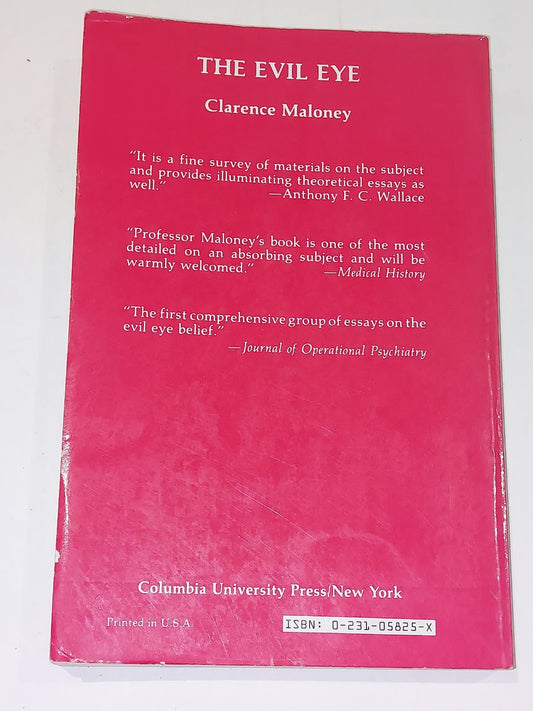 THE EVIL EYE
Clarence Maloney
“It is a fine survey of materials on the subject
and provides illuminating theoretical essays as
well.” —Anthony F. C. Wallace
“Professor Maloney’s book is one of the most
detailed on an absorbing subject and will be
warmly welcomed.” —Medical History
“The first comprehensive group of essays on the
evil eye belief.”
—Journal of Operational Psychiatry
Columbia University Press/New York
Printed in U.S.A.
ISBN: 0-231-05825-X